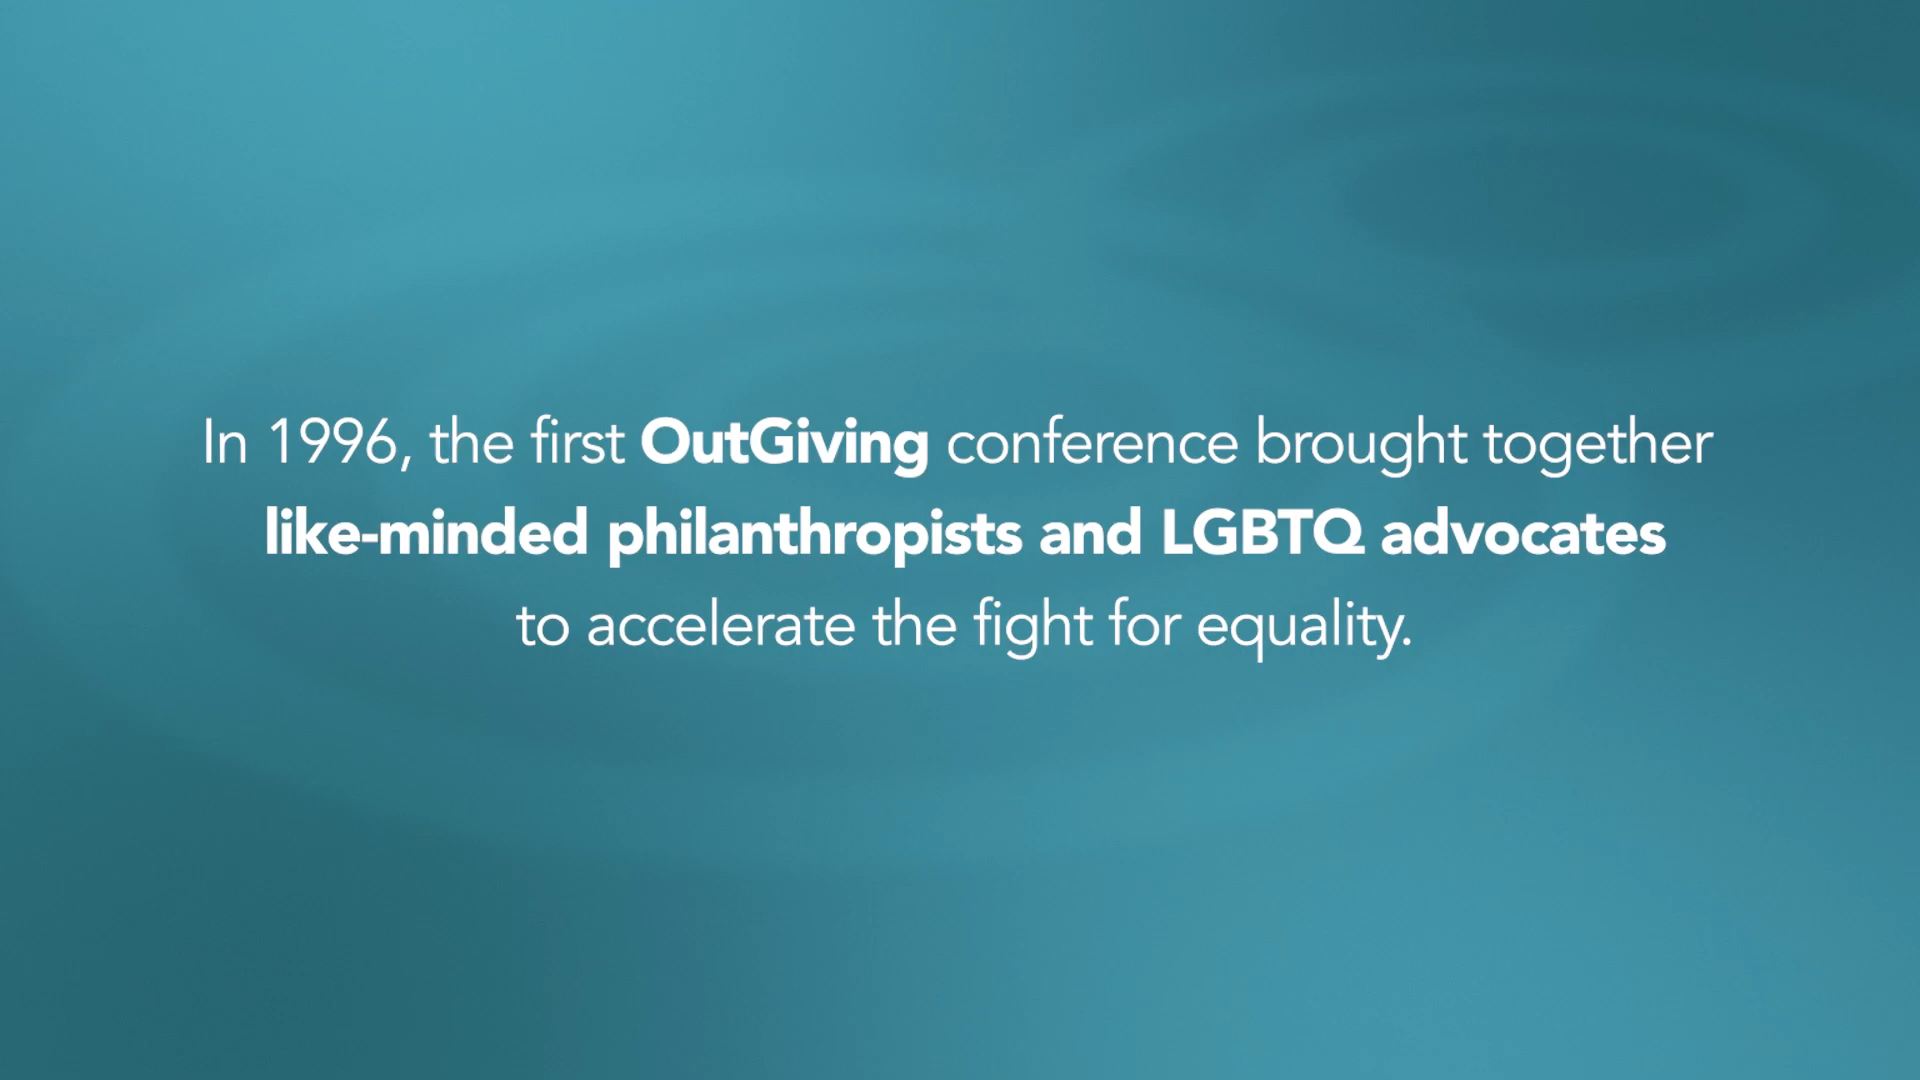 In 1996, the first OutGiving conference brought together
like-minded philanthropists and LGBTQ advocates
to accelerate the fight for equality.